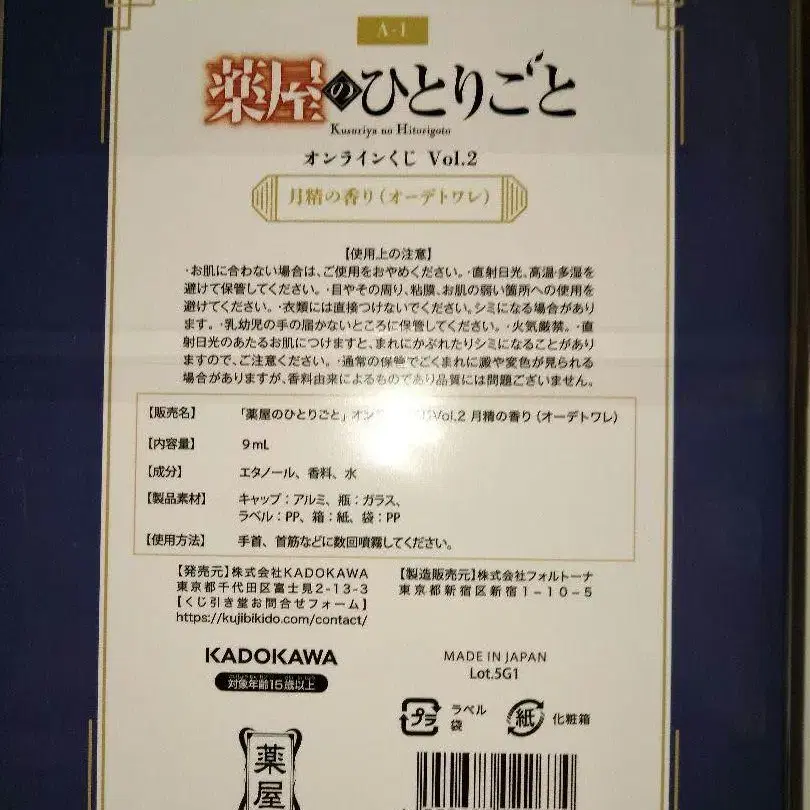 A-1
薬屋のひとりごと
Kusuriya no Hitorigoto
オンラインくじ Vol.2
月精の香り(オーデトワレ)
【使用上の注意】
・お肌に合わない場合は、ご使用をおやめください。・直射日光、高温・多湿を
避けて保管してください。・目やその周り、粘膜、お肌の弱い箇所への使用を
避けてください。・衣類には直接つけないでください。シミになる場合があり
ます。・乳幼児の手の届かないところに保管してください。・火気厳禁。・直
射日光のあたるお肌につけますと、まれにかぶれたりシミになることがあり
ますので、ご注意ください。・通常の保管でごくまれに澱や変色が見られる
場合がありますが、香料由来によるものであり品質には問題ございません。
【販売名】 「薬屋のひとりごと」オン Vol.2 月精の香り(オーデトワレ)
【内容量】 9mL
【成分】 エタノール、香料、水
【製品素材】 キャップ:アルミ、瓶:ガラス、
ラベル:PP、箱:紙、袋:PP
【使用方法】 手首、首筋などに数回噴霧してください。
【発売元】株式会社KADOKAWA
東京都千代田区富士見2-13-3
【くじ引き堂お問合せフォーム】
https://kujibikido.com/contact/
【製造販売元】株式会社フォルトーナ
東京都新宿区新宿1-10-5
KADOKAWA
対象年齢15歳以上
MADE IN JAPAN
Lot.5G1
プラ ラベル
袋
紙 化粧箱
薬屋